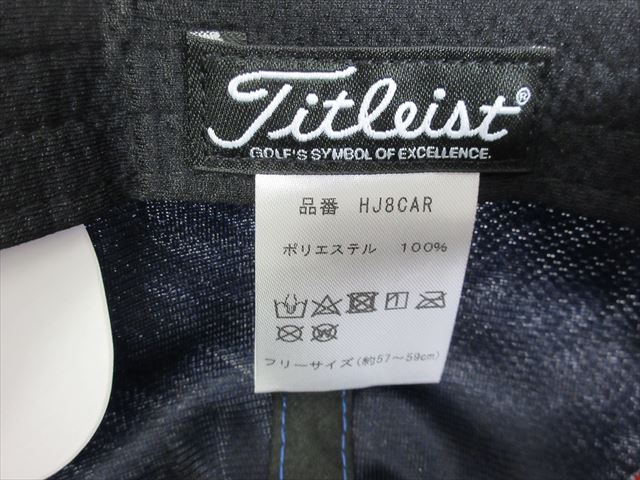 Titleist®
GOLF'S SYMBOL OF EXCELLENCE.
品番 HJ8CAR
ポリエステル 100%
フリーサイズ(約57~59cm)